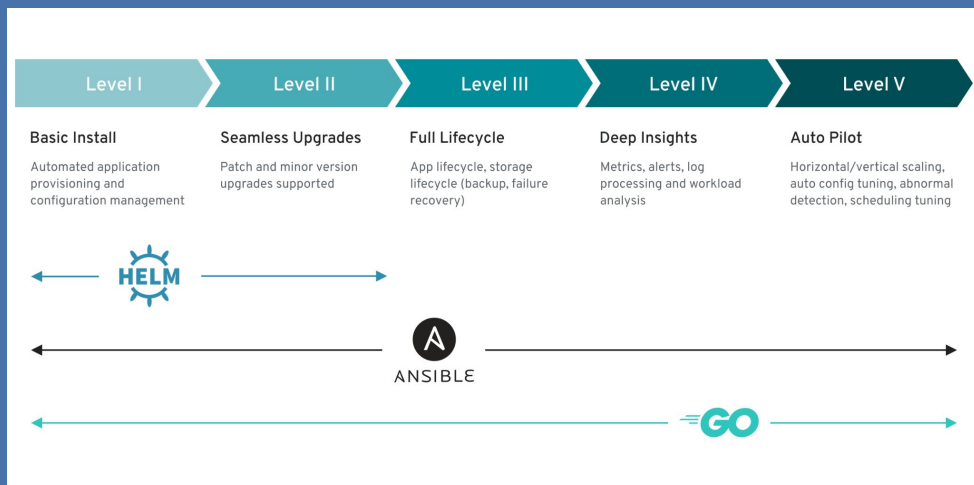 Level I
Level II
Level III
Level IV
Level V
Basic Install
Automated application
provisioning and
configuration management
Seamless Upgrades
Patch and minor version
upgrades supported
Full Lifecycle
App lifecycle, storage
lifecycle (backup, failure
recovery)
Deep Insights
Metrics, alerts, log
processing and workload
analysis
Auto Pilot
Horizontal/vertical scaling,
auto config tuning, abnormal
detection, scheduling tuning
HELM
ANSIBLE
GO